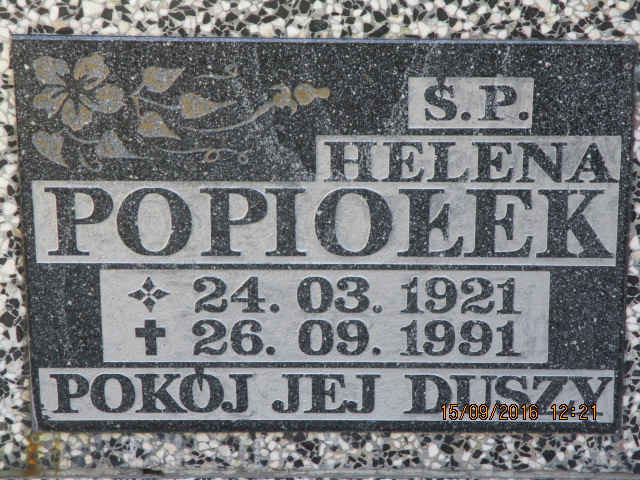 Ś.P.
HELENA
POPIOŁEK
24. 03. 1921
26. 09. 1991
POKÓJ JEJ DUSZY
15/09/2016 12:21